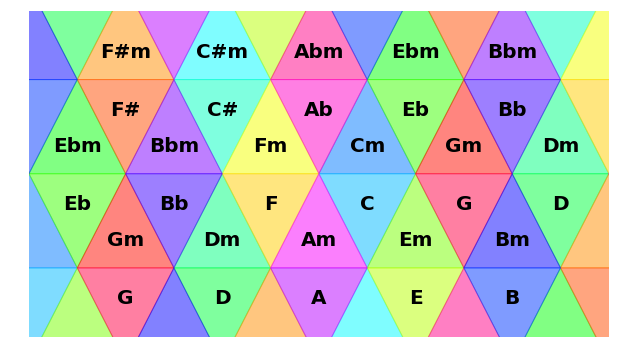 F#m C#m Abm Ebm Bbm
F# C# Ab Eb Bb
Ebm Bbm Fm Cm Gm Dm
Eb Bb F C G D
Gm Dm Am Em Bm
G D A E B